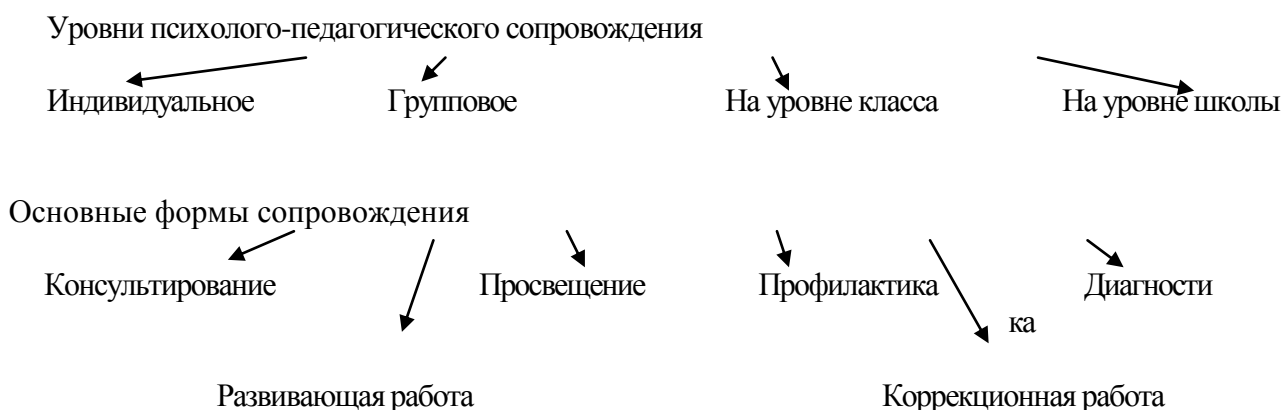 Уровни психолого-педагогического сопровождения
Индивидуальное Групповое На уровне класса На уровне школы
Основные формы сопровождения
Консультирование Просвещение Профилактика Диагности
ка
Развивающая работа Коррекционная работа